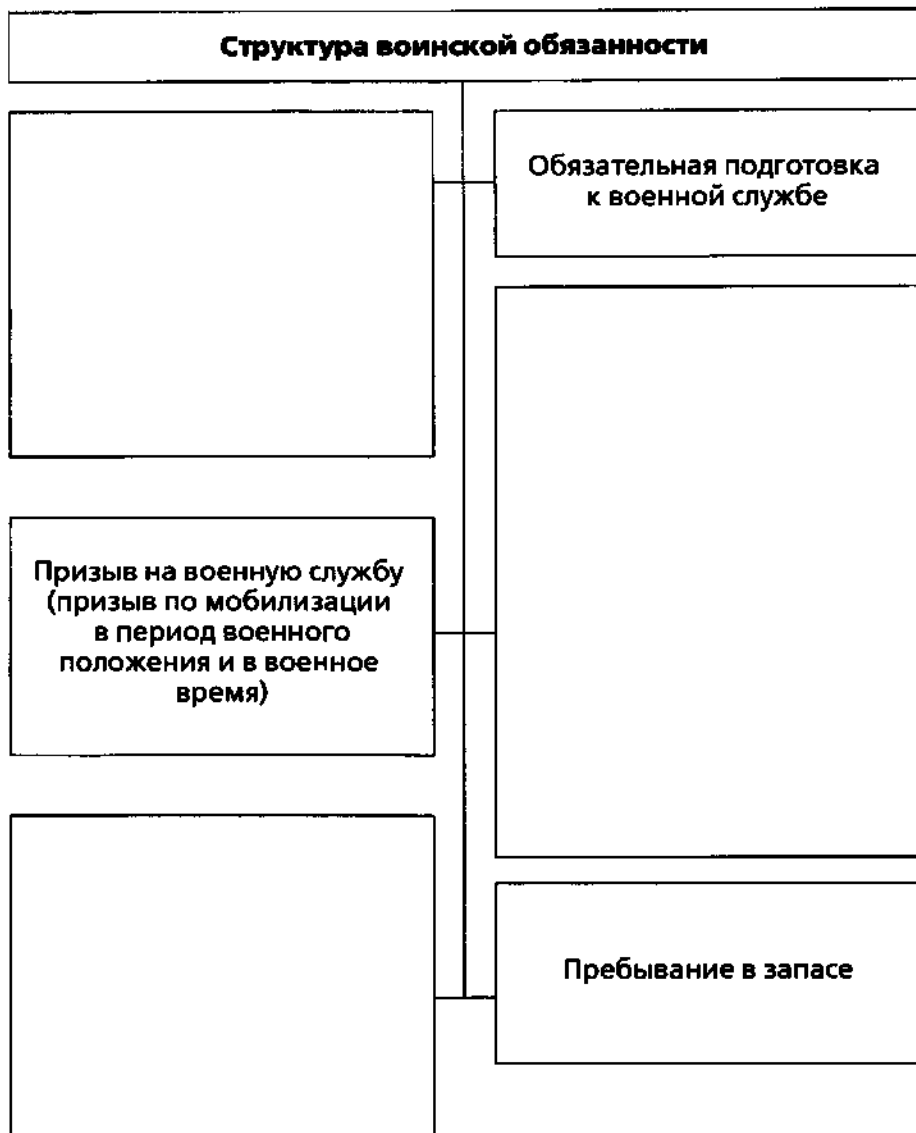 Структура воинской обязанности
Обязательная подготовка
к военной службе
Призыв на военную службу
(призыв по мобилизации
в период военного
положения и в военное
время)
Пребывание в запасе